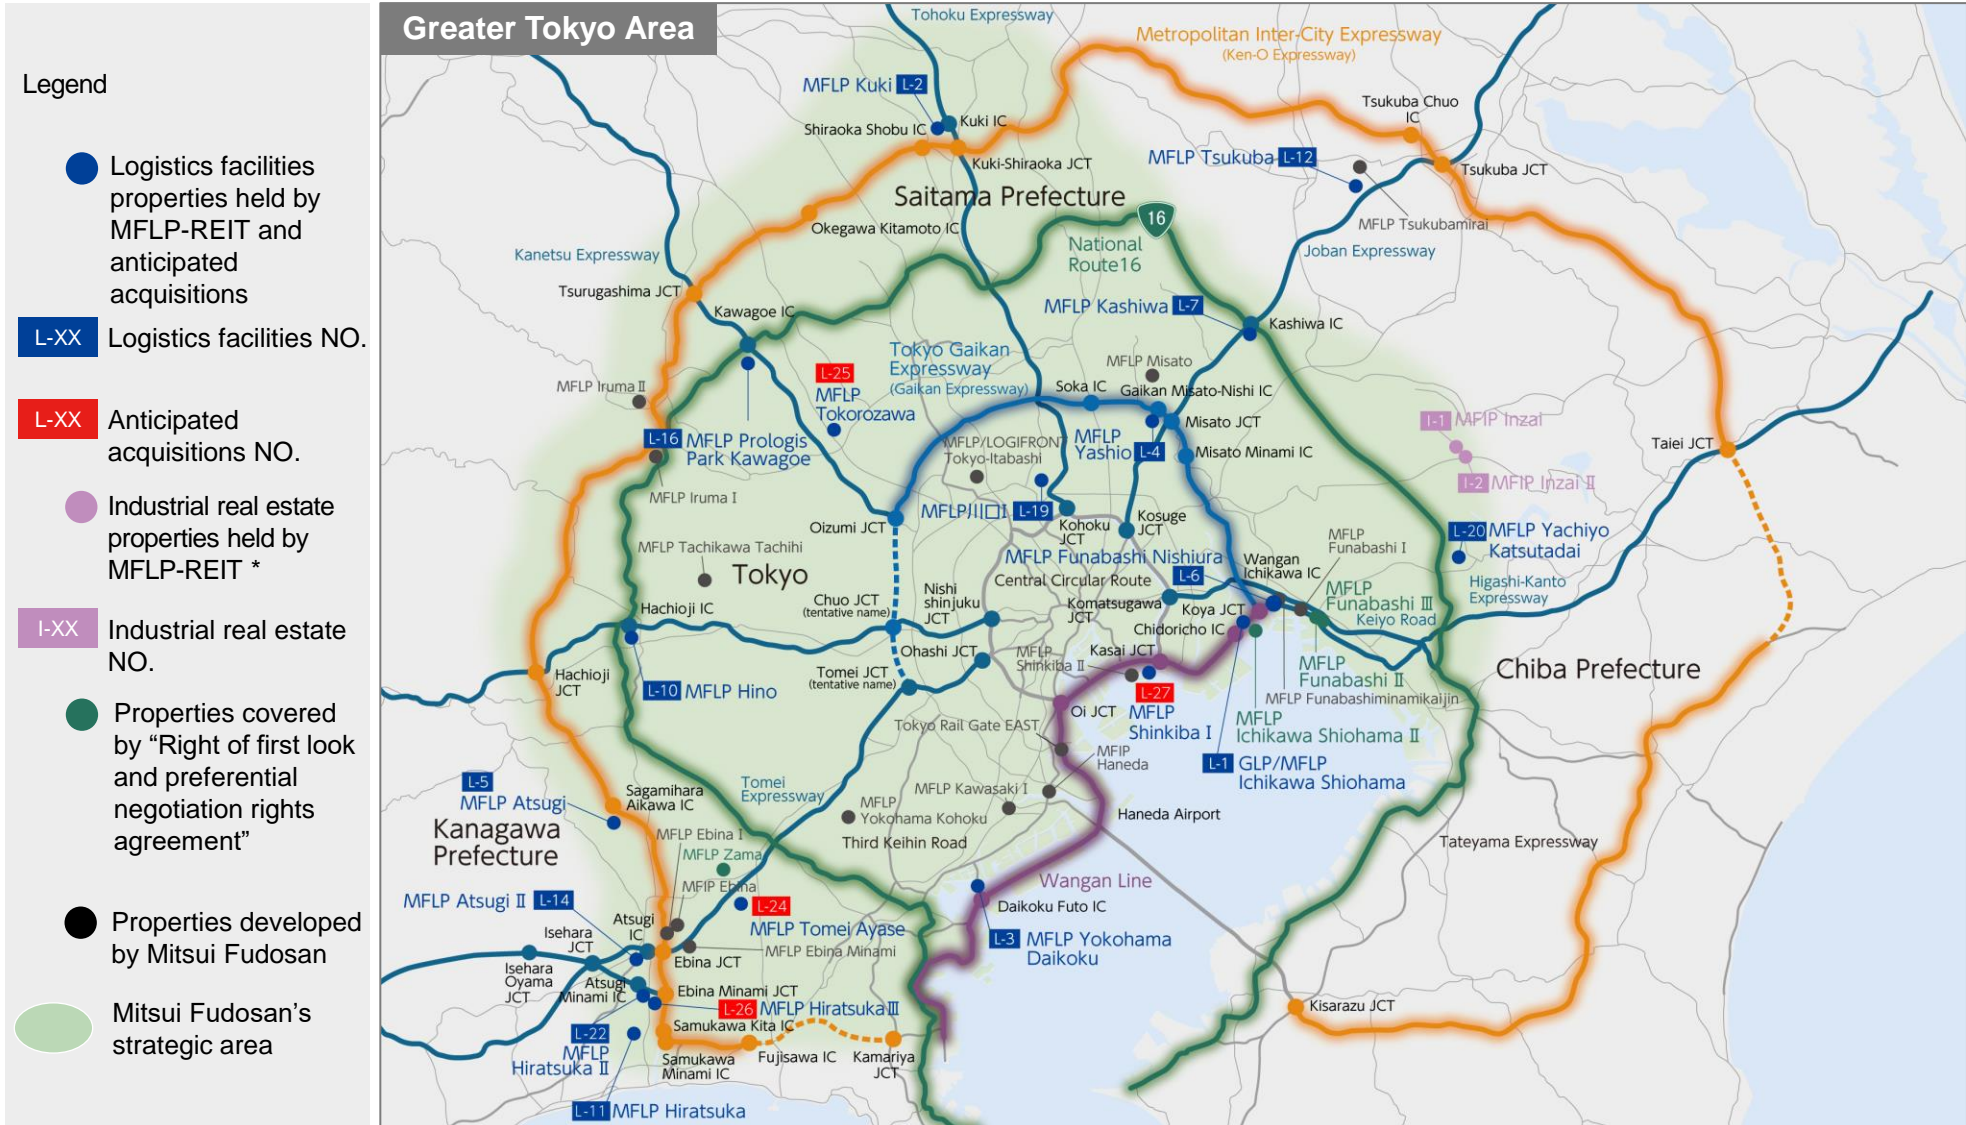 Greater Tokyo Area
Legend
Logistics facilities
properties held by
MFLP-REIT and
anticipated
acquisitions
L-XX
Logistics facilities NO.
L-XX
Anticipated
acquisitions NO.
Industrial real estate
properties held by
MFLP-REIT *
I-XX
Industrial real estate
NO.
Properties covered
by “Right of first look
and preferential
negotiation rights
agreement”
Properties developed
by Mitsui Fudosan
Mitsui Fudosan's
strategic area
Tohoku Expressway
Metropolitan Inter-City Expressway
(Ken-O Expressway)
MFLP Kuki L-2
Shiraoka Shobu IC
Kuki IC
Kuki-Shiraoka JCT
Tsukuba Chuo
IC
MFLP Tsukuba L-12
Tsukuba JCT
MFLP Tsukubamirai
Saitama Prefecture
Okegawa Kitamoto IC
16
National
Route16
Joban Expressway
Kanetsu Expressway
Tsurugashima JCT
Kawagoe IC
MFLP Kashiwa L-7
Kashiwa IC
Tokyo Gaikan
Expressway
(Gaikan Expressway)
MFLP Misato
Soka IC
Gaikan Misato-Nishi IC
L-25
MFLP
Tokorozawa
MFLP Iruma Ⅱ
L-16 MFLP Prologis
Park Kawagoe
MFLP Iruma Ⅰ
MFLP/LOGIFRONT
Tokyo-Itabashi
MFLP
Yashio L-4
Misato JCT
Misato Minami IC
I-1 MFIP Inzai
I-2 MFIP Inzai Ⅱ
Taiei JCT
Oizumi JCT
MFLP川口Ⅰ L-19
Kohoku
JCT
Kosuge
JCT
L-20 MFLP Yachiyo
Katsutadai
MFLP Tachikawa Tachihi
Tokyo
MFLP Funabashi Nishiura
L-6
Wangan
Ichikawa IC
MFLP
Funabashi Ⅰ
MFLP
Funabashi Ⅲ
Keiyo Road
Higashi-Kanto
Expressway
Central Circular Route
Nishi
shinjuku
JCT
Komatsugawa
JCT
Koya JCT
Chidoricho IC
Hachioji IC
Chuo JCT
(tentative name)
Ohashi JCT
Tomei JCT
(tentative name)
MFLP
Shinkiba Ⅱ
Kasai JCT
MFLP
Funabashi Ⅱ
MFLP Funabashiminamikaijin
Chiba Prefecture
Hachioji
JCT
L-10 MFLP Hino
L-27
MFLP
Shinkiba Ⅰ
Oi JCT
Tokyo Rail Gate EAST
MFLP
Ichikawa Shiohama Ⅱ
L-1 GLP/MFLP
Ichikawa Shiohama
MFIP
Haneda
L-5
MFLP Atsugi
Sagamihara
Aikawa IC
Tomei
Expressway
MFLP Kawasaki Ⅰ
MFLP
Yokohama Kohoku
Haneda Airport
Kanagawa
Prefecture
MFLP Ebina Ⅰ
MFLP Zama
MFIP Ebina
Third Keihin Road
Tateyama Expressway
Wangan Line
Daikoku Futo IC
MFLP Atsugi Ⅱ L-14
Atsugi
IC
L-24
MFLP Tomei Ayase
MFLP Ebina Minami
L-3 MFLP Yokohama
Daikoku
Isehara
JCT
Isehara
Oyama
JCT
Atsugi
Minami IC
Ebina JCT
Ebina Minami JCT
L-26 MFLP Hiratsuka Ⅲ
Kisarazu JCT
Samukawa Kita IC
L-22
MFLP
Hiratsuka Ⅱ
Samukawa
Minami IC
Fujisawa IC
Kamariya
JCT
L-11 MFLP Hiratsuka